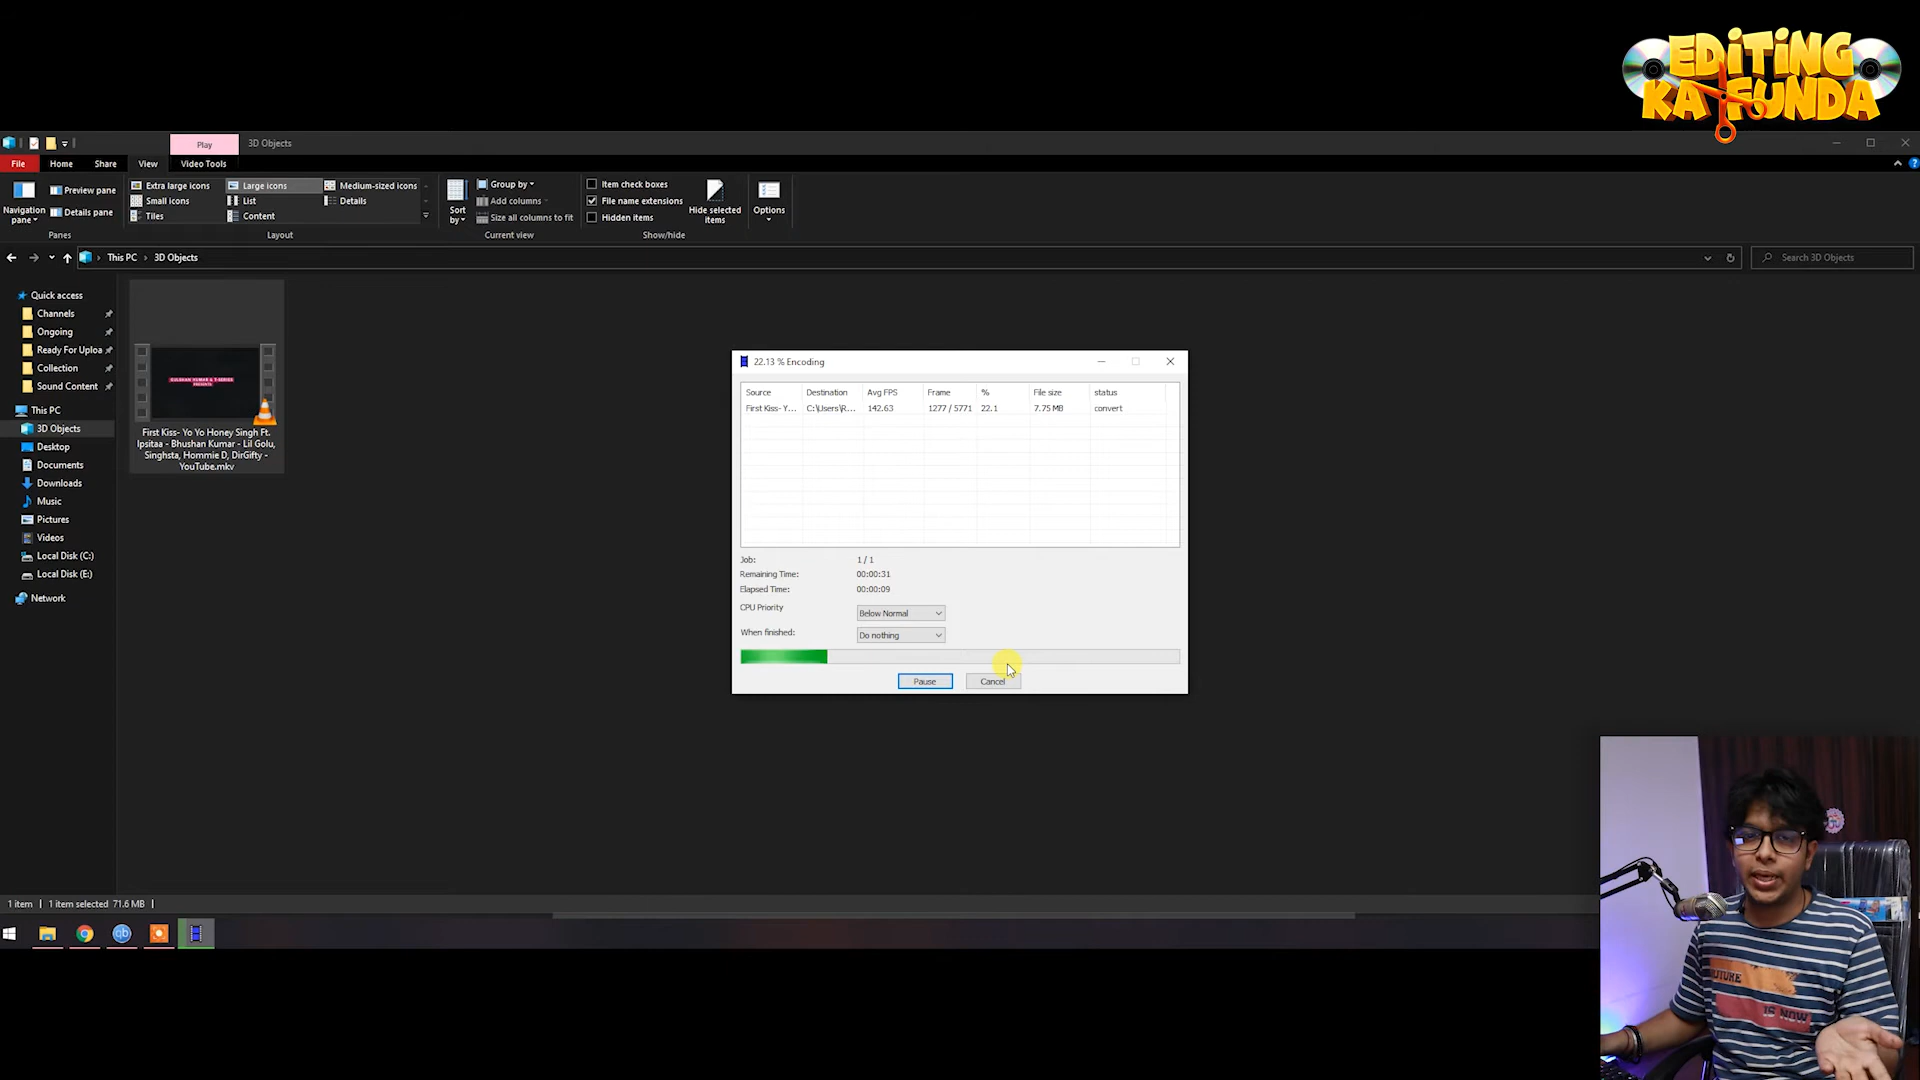 EDiTiNG
KA FUNDA
Play
3D Objects
File
Home
Share
View
Video Tools
Navigation
pane
Preview pane
Details pane
Extra large icons
Large icons
Medium-sized icons
Small icons
List
Details
Tiles
Content
Sort
by
Group by
Add columns
Size all columns to fit
Item check boxes
File name extensions
Hidden items
Hide selected
items
Options
Panes
Layout
Current view
Show/hide
This PC
3D Objects
Search 3D Objects
Quick access
Channels
Ongoing
Ready For Uploa
Collection
Sound Content
This PC
3D Objects
Desktop
Documents
Downloads
Music
Pictures
Videos
Local Disk (C:)
Local Disk (E:)
Network
GULSHAN KUMAR & T-SERIES
PRESENTS
First Kiss- Yo Yo Honey Singh Ft.
Ipsitaa - Bhushan Kumar - Lil Golu,
Singhsta, Hommie D, DirGifty -
YouTube.mkv
22.13 % Encoding
Source Destination Avg FPS Frame % File size status
First Kiss- Y... C:\Users\R... 142.63 1277 / 5771 22.1 7.75 MB convert
Job: 1 / 1
Remaining Time: 00:00:31
Elapsed Time: 00:00:09
CPU Priority Below Normal
When finished: Do nothing
Pause
Cancel
1 item
1 item selected 71.6 MB
qb
FUTURE
IS NOW